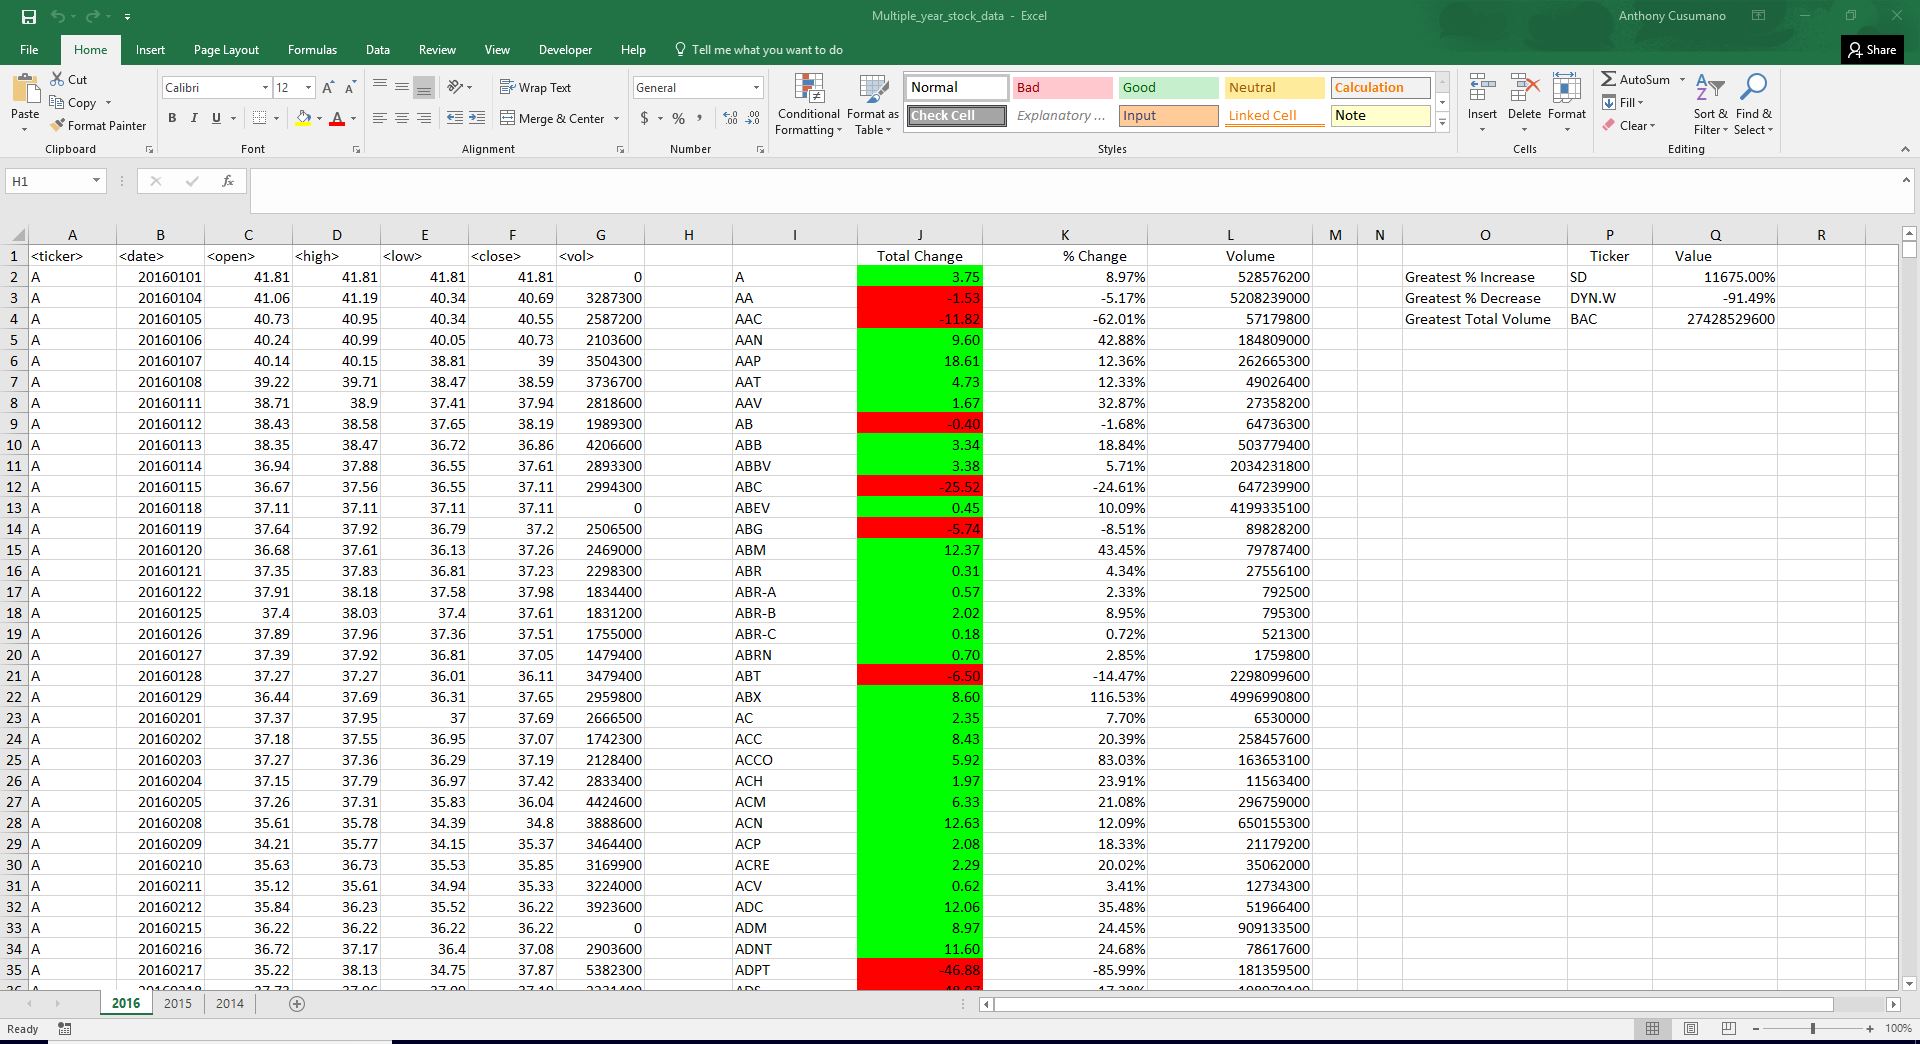 Multiple_year_stock_data - Excel
Anthony Cusumano
File Home Insert Page Layout Formulas Data Review View Developer Help Tell me what you want to do
Share
Paste Cut Copy Format Painter
Clipboard
Calibri 12 A A
B I U A
Font
Wrap Text
Merge & Center
Alignment
General
$ % ,
Number
Conditional Formatting Format as Table
Normal Bad Good Neutral Calculation
Check Cell Explanatory ... Input Linked Cell Note
Styles
Insert Delete Format
Cells
AutoSum
Fill
Clear
Sort & Filter Find & Select
Editing
H1 fx
A B C D E F G H I J K L M N O P Q R
1 <ticker> <date> <open> <high> <low> <close> <vol> Total Change % Change Volume Ticker Value
2 A 20160101 41.81 41.81 41.81 41.81 0 A 3.75 8.97% 528576200 Greatest % Increase SD 11675.00%
3 A 20160104 41.06 41.19 40.34 40.69 3287300 AA -1.53 -5.17% 5208239000 Greatest % Decrease DYN.W -91.49%
4 A 20160105 40.73 40.95 40.34 40.55 2587200 AAC -11.82 -62.01% 57179800 Greatest Total Volume BAC 27428529600
5 A 20160106 40.24 40.99 40.05 40.73 2103600 AAN 9.60 42.88% 184809000
6 A 20160107 40.14 40.15 38.81 39 3504300 AAP 18.61 12.36% 262665300
7 A 20160108 39.22 39.71 38.47 38.59 3736700 AAT 4.73 12.33% 49026400
8 A 20160111 38.71 38.9 37.41 37.94 2818600 AAV 1.67 32.87% 27358200
9 A 20160112 38.43 38.58 37.65 38.19 1989300 AB -0.40 -1.68% 64736300
10 A 20160113 38.35 38.47 36.72 36.86 4206600 ABB 3.34 18.84% 503779400
11 A 20160114 36.94 37.88 36.55 37.61 2893300 ABBV 3.38 5.71% 2034231800
12 A 20160115 36.67 37.56 36.55 37.11 2994300 ABC -25.52 -24.61% 647239900
13 A 20160118 37.11 37.11 37.11 37.11 0 ABEV 0.45 10.09% 4199335100
14 A 20160119 37.64 37.92 36.79 37.2 2506500 ABG -5.74 -8.51% 89828200
15 A 20160120 36.68 37.61 36.13 37.26 2469000 ABM 12.37 43.45% 79787400
16 A 20160121 37.35 37.83 36.81 37.23 2298300 ABR 0.31 4.34% 27556100
17 A 20160122 37.91 38.18 37.58 37.98 1834400 ABR-A 0.57 2.33% 792500
18 A 20160125 37.4 38.03 37.4 37.61 1831200 ABR-B 2.02 8.95% 795300
19 A 20160126 37.89 37.96 37.36 37.51 1755000 ABR-C 0.18 0.72% 521300
20 A 20160127 37.39 37.92 36.81 37.05 1479400 ABRN 0.70 2.85% 1759800
21 A 20160128 37.27 37.27 36.01 36.11 3479400 ABT -6.50 -14.47% 2298099600
22 A 20160129 36.44 37.69 36.31 37.65 2959800 ABX 8.60 116.53% 4996990800
23 A 20160201 37.37 37.95 37 37.69 2666500 AC 2.35 7.70% 6530000
24 A 20160202 37.18 37.55 36.95 37.07 1742300 ACC 8.43 20.39% 258457600
25 A 20160203 37.27 37.36 36.29 37.19 2128400 ACCO 5.92 83.03% 163653100
26 A 20160204 37.15 37.79 36.97 37.42 2833400 ACH 1.97 23.91% 11563400
27 A 20160205 37.26 37.31 35.83 36.04 4424600 ACM 6.33 21.08% 296759000
28 A 20160208 35.61 35.78 34.39 34.8 3888600 ACN 12.63 12.09% 650155300
29 A 20160209 34.21 35.77 34.15 35.37 3464400 ACP 2.08 18.33% 21179200
30 A 20160210 35.63 36.73 35.53 35.85 3169900 ACRE 2.29 20.02% 35062000
31 A 20160211 35.12 35.61 34.94 35.33 3224000 ACV 0.62 3.41% 12734300
32 A 20160212 35.84 36.23 35.52 36.22 3923600 ADC 12.06 35.48% 51966400
33 A 20160215 36.22 36.22 36.22 36.22 0 ADM 8.97 24.45% 909133500
34 A 20160216 36.72 37.17 36.4 37.08 2903600 ADNT 11.60 24.68% 78617600
35 A 20160217 35.22 38.13 34.75 37.87 5382300 ADPT -46.88 -85.99% 181359500
2016 2015 2014
Ready
100%